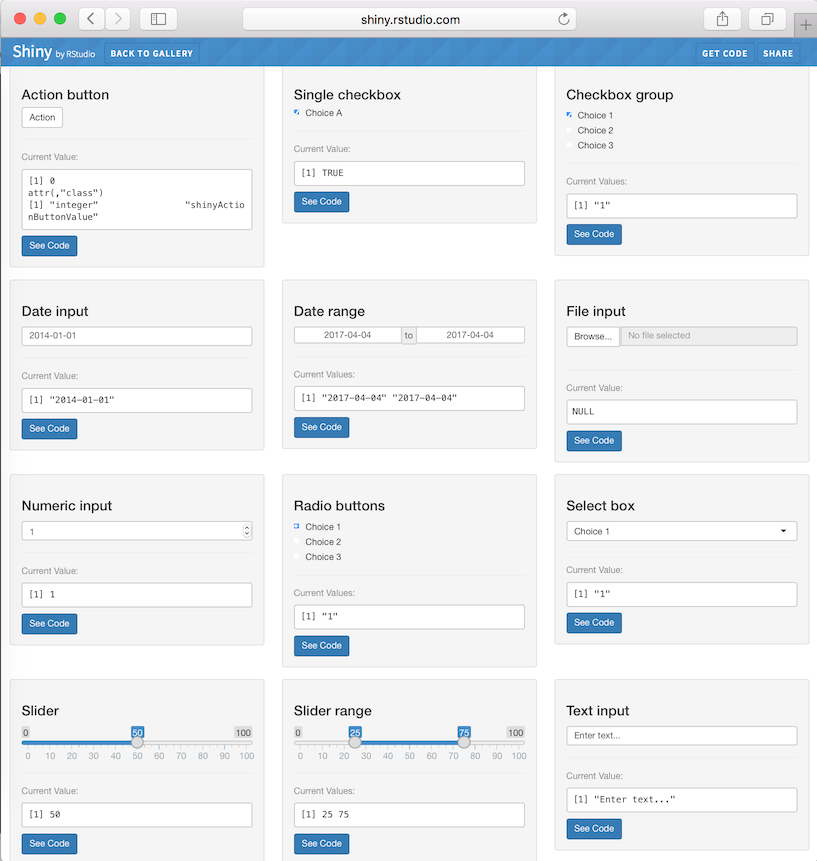 shiny.rstudio.com
Shiny by RStudio BACK TO GALLERY GET CODE SHARE
Action button
Action
Current Value:
[1] 0
attr(,"class")
[1] "integer" "shinyActio
nButtonValue"
See Code
Single checkbox
Choice A
Current Value:
[1] TRUE
See Code
Checkbox group
Choice 1
Choice 2
Choice 3
Current Values:
[1] "1"
See Code
Date input
2014-01-01
Current Value:
[1] "2014-01-01"
See Code
Date range
2017-04-04 to 2017-04-04
Current Values:
[1] "2017-04-04" "2017-04-04"
See Code
File input
Browse... No file selected
Current Value:
NULL
See Code
Numeric input
1
Current Value:
[1] 1
See Code
Radio buttons
Choice 1
Choice 2
Choice 3
Current Values:
[1] "1"
See Code
Select box
Choice 1
Current Value:
[1] "1"
See Code
Slider
0 50 100
0 10 20 30 40 50 60 70 80 90 100
Current Value:
[1] 50
See Code
Slider range
0 25 75 100
0 10 20 30 40 50 60 70 80 90 100
Current Values:
[1] 25 75
See Code
Text input
Enter text...
Current Value:
[1] "Enter text..."
See Code